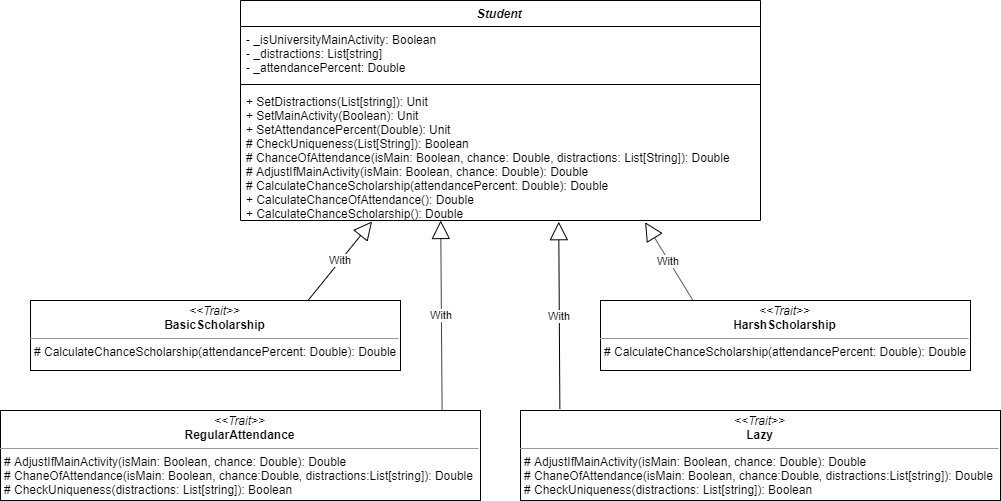 Student
- _isUniversityMainActivity: Boolean
- _distractions: List[string]
- _attendancePercent: Double
+ SetDistractions(List[string]): Unit
+ SetMainActivity(Boolean): Unit
+ SetAttendancePercent(Double): Unit
# CheckUniqueness(List[String]): Boolean
# ChanceOfAttendance(isMain: Boolean, chance: Double, distractions: List[String]): Double
# AdjustIfMainActivity(isMain: Boolean, chance: Double): Double
# CalculateChanceScholarship(attendancePercent: Double): Double
+ CalculateChanceOfAttendance(): Double
+ CalculateChanceScholarship(): Double
With
With
With
With
<<Trait>>
BasicScholarship
# CalculateChanceScholarship(attendancePercent: Double): Double
<<Trait>>
HarshScholarship
# CalculateChanceScholarship(attendancePercent: Double): Double
<<Trait>>
RegularAttendance
# AdjustIfMainActivity(isMain: Boolean, chance: Double): Double
# ChaneOfAttendance(isMain: Boolean, chance:Double, distractions:List[string]): Double
# CheckUniqueness(distractions: List[string]): Boolean
<<Trait>>
Lazy
# AdjustIfMainActivity(isMain: Boolean, chance: Double): Double
# ChaneOfAttendance(isMain: Boolean, chance:Double, distractions:List[string]): Double
# CheckUniqueness(distractions: List[string]): Boolean